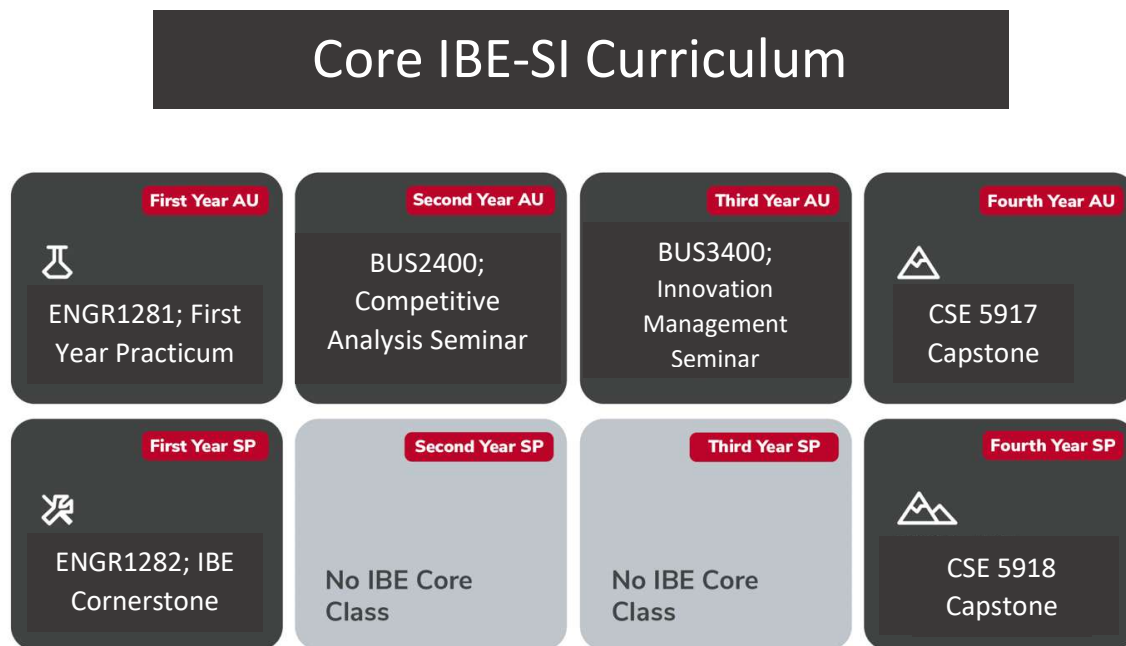 Core IBE-SI Curriculum
First Year AU
ENGR1281; First
Year Practicum
Second Year AU
BUS2400;
Competitive
Analysis Seminar
Third Year AU
BUS3400;
Innovation
Management
Seminar
Fourth Year AU
CSE 5917
Capstone
First Year SP
ENGR1282; IBE
Cornerstone
Second Year SP
No IBE Core
Class
Third Year SP
No IBE Core
Class
Fourth Year SP
CSE 5918
Capstone